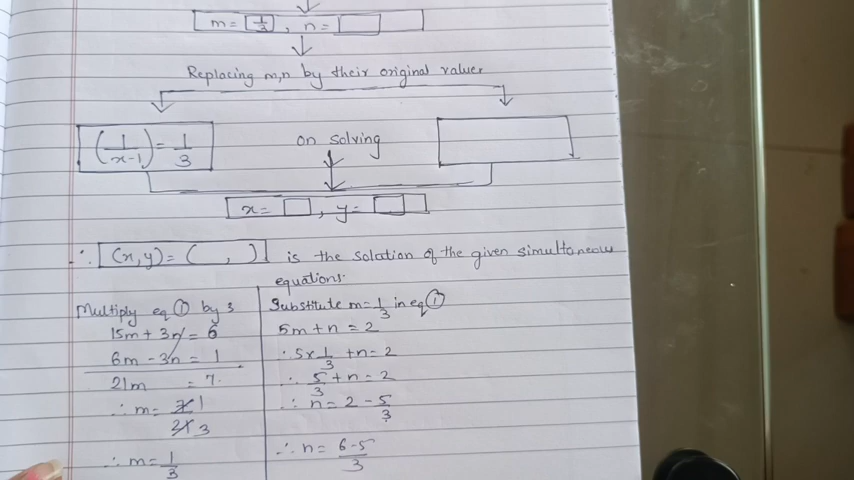 m = 1/3 , n =
Replacing m,n by their original values
(1/(x-1)) = 1/3
on solving
x = , y =
∴ (x,y) = ( , ) is the solation of the given simultaneous
equations.
Multiply eq ① by 3
15m + 3n = 6
6m - 3n = 1
21m = 7
∴ m = 7 1 / 21 3
∴ m = 1/3
Substitute m = 1/3 in eq ①
5m + n = 2
∴ 5 x 1/3 + n = 2
∴ 5/3 + n = 2
∴ n = 2 - 5/3
∴ n = 6-5/3